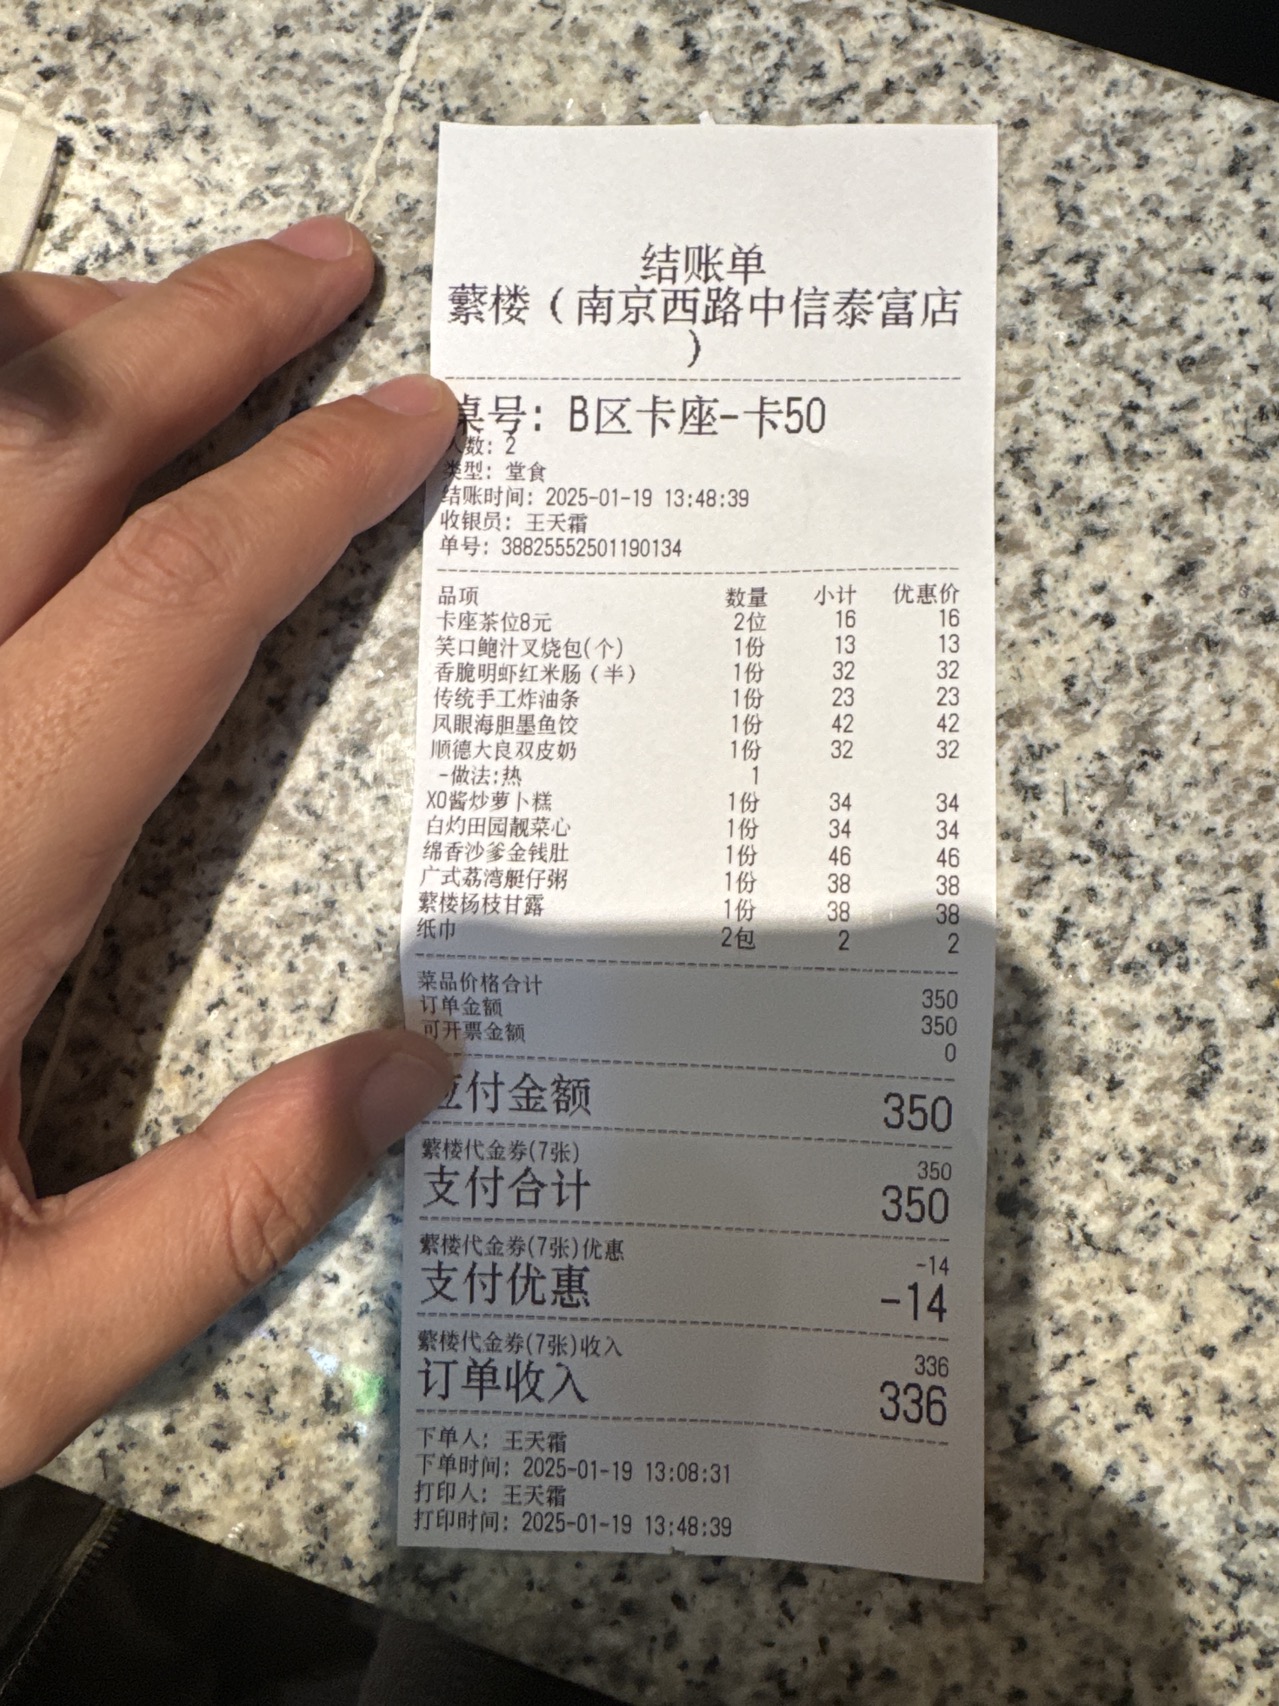 结账单
蘩楼（南京西路中信泰富店
）
桌号: B区卡座-卡50
人数: 2
类型: 堂食
结账时间: 2025-01-19 13:48:39
收银员: 王天霜
单号: 38825552501190134
品项 数量 小计 优惠价
卡座茶位8元 2位 16 16
笑口鲍汁叉烧包(个) 1份 13 13
香脆明虾红米肠（半） 1份 32 32
传统手工炸油条 1份 23 23
凤眼海胆墨鱼饺 1份 42 42
顺德大良双皮奶 1份 32 32
-做法:热 1
XO酱炒萝卜糕 1份 34 34
白灼田园靓菜心 1份 34 34
绵香沙爹金钱肚 1份 46 46
广式荔湾艇仔粥 1份 38 38
蘩楼杨枝甘露 1份 38 38
纸巾 2包 2 2
菜品价格合计 350
订单金额 350
可开票金额 0
应付金额 350
蘩楼代金券(7张) 350
支付合计 350
蘩楼代金券(7张)优惠 -14
支付优惠 -14
蘩楼代金券(7张)收入 336
订单收入 336
下单人: 王天霜
下单时间: 2025-01-19 13:08:31
打印人: 王天霜
打印时间: 2025-01-19 13:48:39